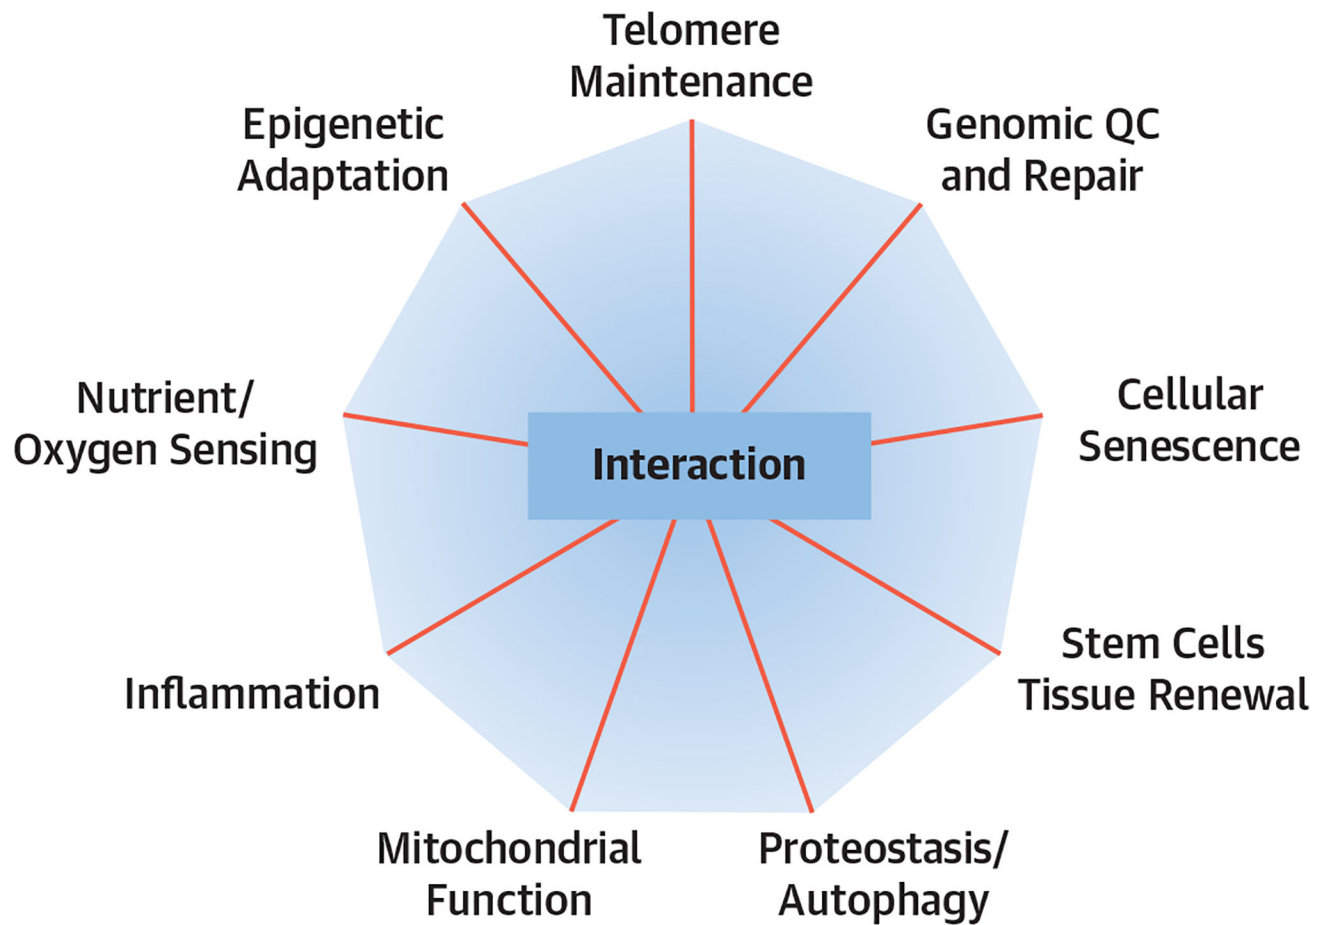 Telomere
Maintenance
Epigenetic
Adaptation
Genomic QC
and Repair
Nutrient/
Oxygen Sensing
Interaction
Cellular
Senescence
Inflammation
Stem Cells
Tissue Renewal
Mitochondrial
Function
Proteostasis/
Autophagy